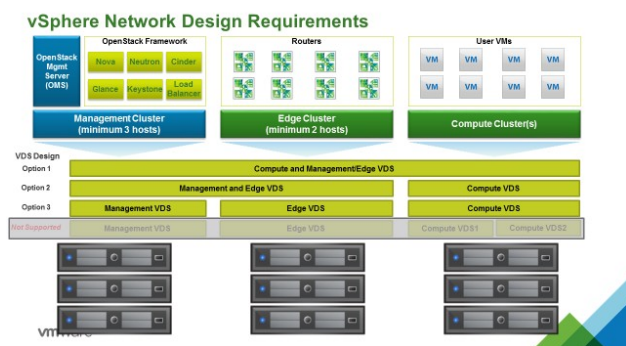 vSphere Network Design Requirements
OpenStack Framework
Routers
User VMs
OpenStack
Mgmt
Server
(OMS)
Nova Neutron Cinder
Glance Keystone Load
Balancer
VM VM VM VM
VM VM VM VM
Management Cluster
(minimum 3 hosts)
Edge Cluster
(minimum 2 hosts)
Compute Cluster(s)
VDS Design
Option 1 Compute and Management/Edge VDS
Option 2 Management and Edge VDS Compute VDS
Option 3 Management VDS Edge VDS Compute VDS
Not Supported Management VDS Edge VDS Compute VDS1 Compute VDS2